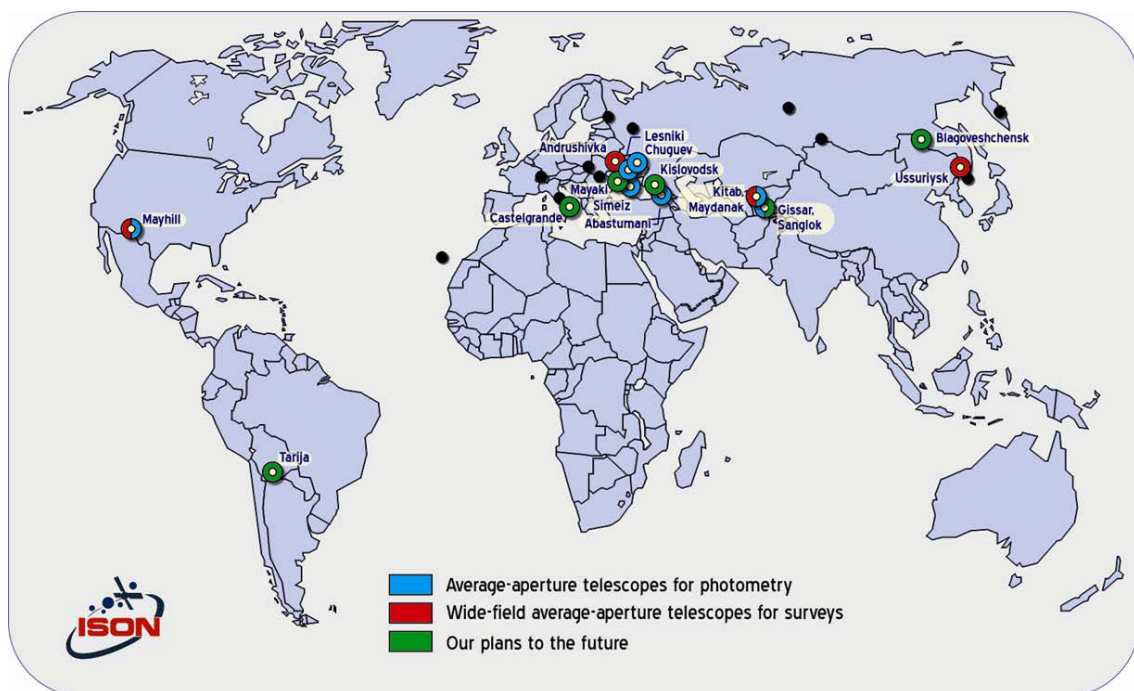 Lesniki
Chuguev
Andrushivka
Blagoveshchensk
Kislovodsk
Ussuriysk
Mayaki
Kitab,
Maydanak
Simeiz
Gissar,
Sanglok
Castelgrande
Abastumani
Mayhill
Tarija
Average-aperture telescopes for photometry
Wide-field average-aperture telescopes for surveys
Our plans to the future
ISON